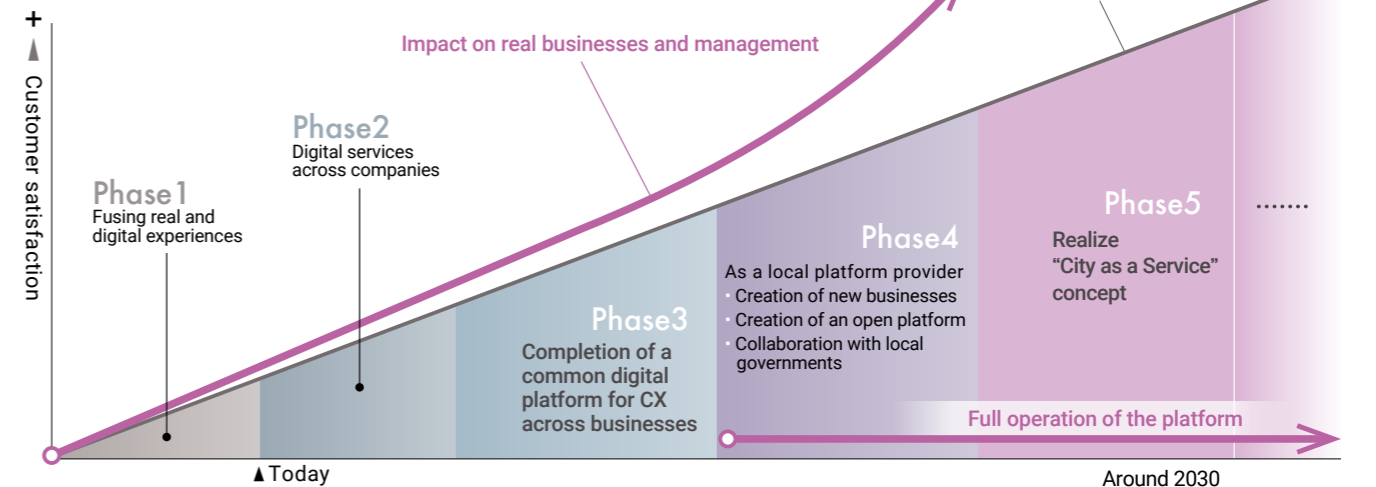 +
▲ Customer satisfaction
Impact on real businesses and management
Phase1
Fusing real and
digital experiences
Phase2
Digital services
across companies
Phase3
Completion of a
common digital
platform for CX
across businesses
Phase4
As a local platform provider
・Creation of new businesses
・Creation of an open platform
・Collaboration with local
governments
Phase5
Realize
“City as a Service”
concept
········
Full operation of the platform
▲Today
Around 2030